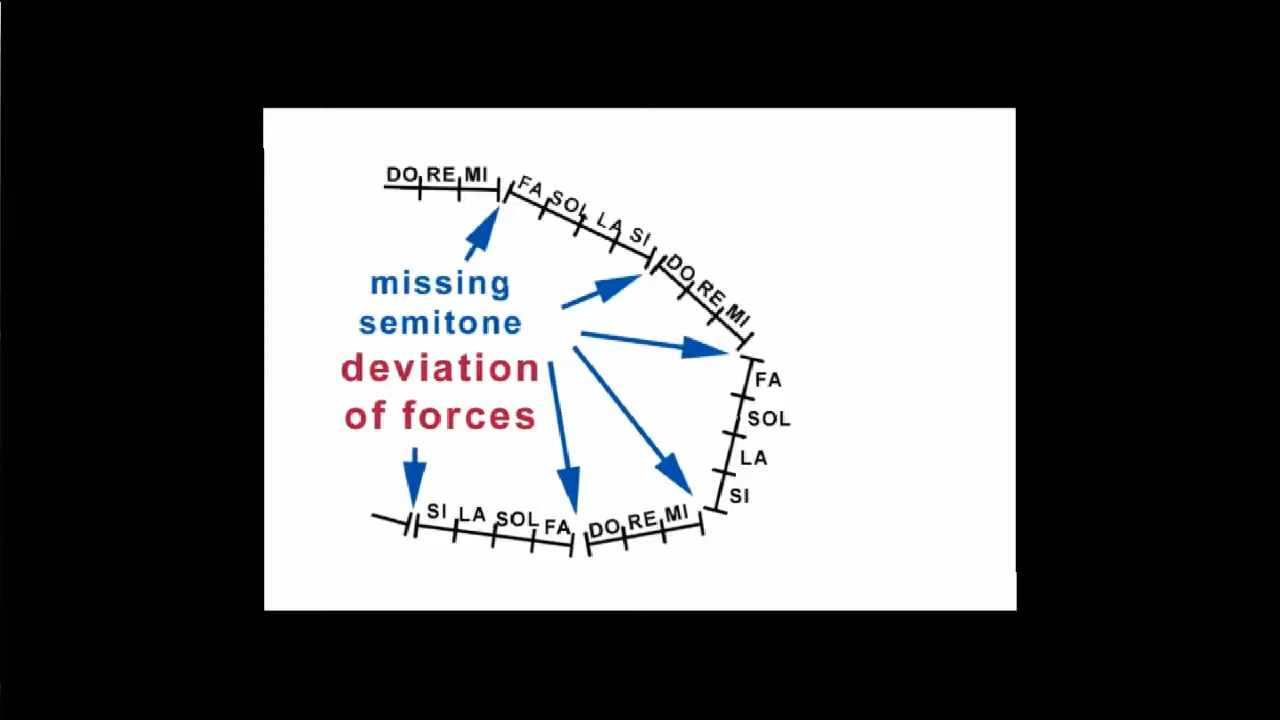 DO RE MI
FA SOL LA SI
DO RE MI
missing
semitone
deviation
of forces
FA
SOL
LA
SI
SI LA SOL FA
DO RE MI